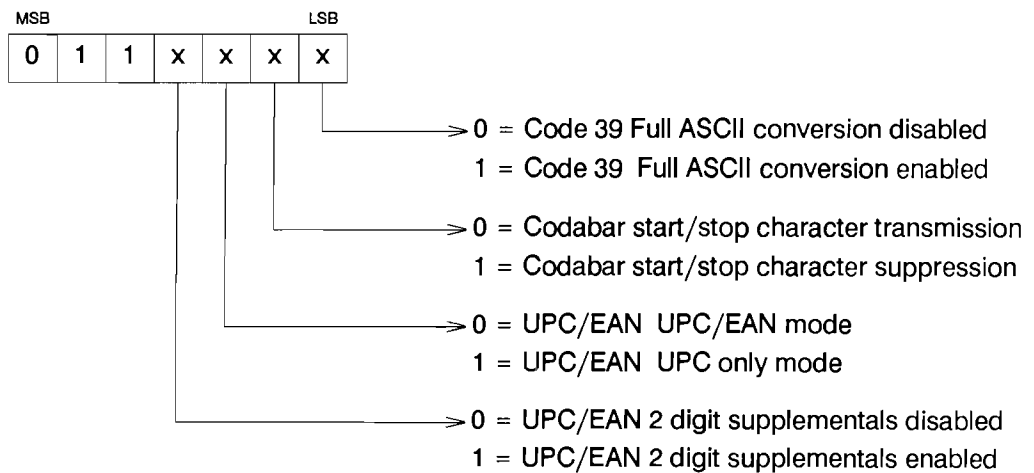 MSB LSB
0 1 1 x x x x
0 = Code 39 Full ASCII conversion disabled
1 = Code 39 Full ASCII conversion enabled
0 = Codabar start/stop character transmission
1 = Codabar start/stop character suppression
0 = UPC/EAN UPC/EAN mode
1 = UPC/EAN UPC only mode
0 = UPC/EAN 2 digit supplementals disabled
1 = UPC/EAN 2 digit supplementals enabled